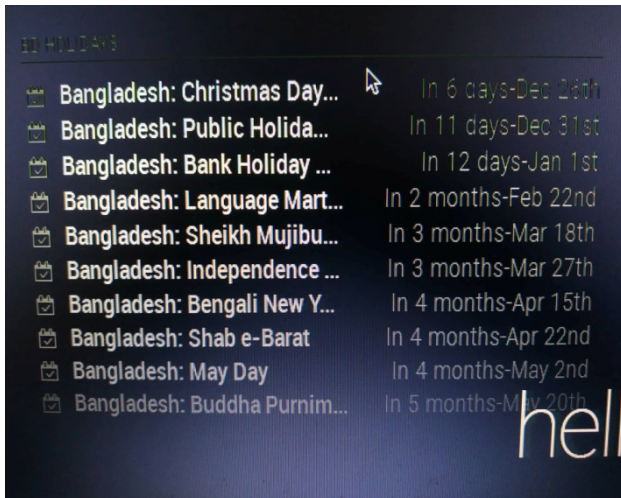 BD HOLIDAYS
Bangladesh: Christmas Day... In 6 days-Dec 26th
Bangladesh: Public Holida... In 11 days-Dec 31st
Bangladesh: Bank Holiday ... In 12 days-Jan 1st
Bangladesh: Language Mart... In 2 months-Feb 22nd
Bangladesh: Sheikh Mujibu... In 3 months-Mar 18th
Bangladesh: Independence ... In 3 months-Mar 27th
Bangladesh: Bengali New Y... In 4 months-Apr 15th
Bangladesh: Shab e-Barat In 4 months-Apr 22nd
Bangladesh: May Day In 4 months-May 2nd
Bangladesh: Buddha Purnim... In 5 months-May 20th
hell